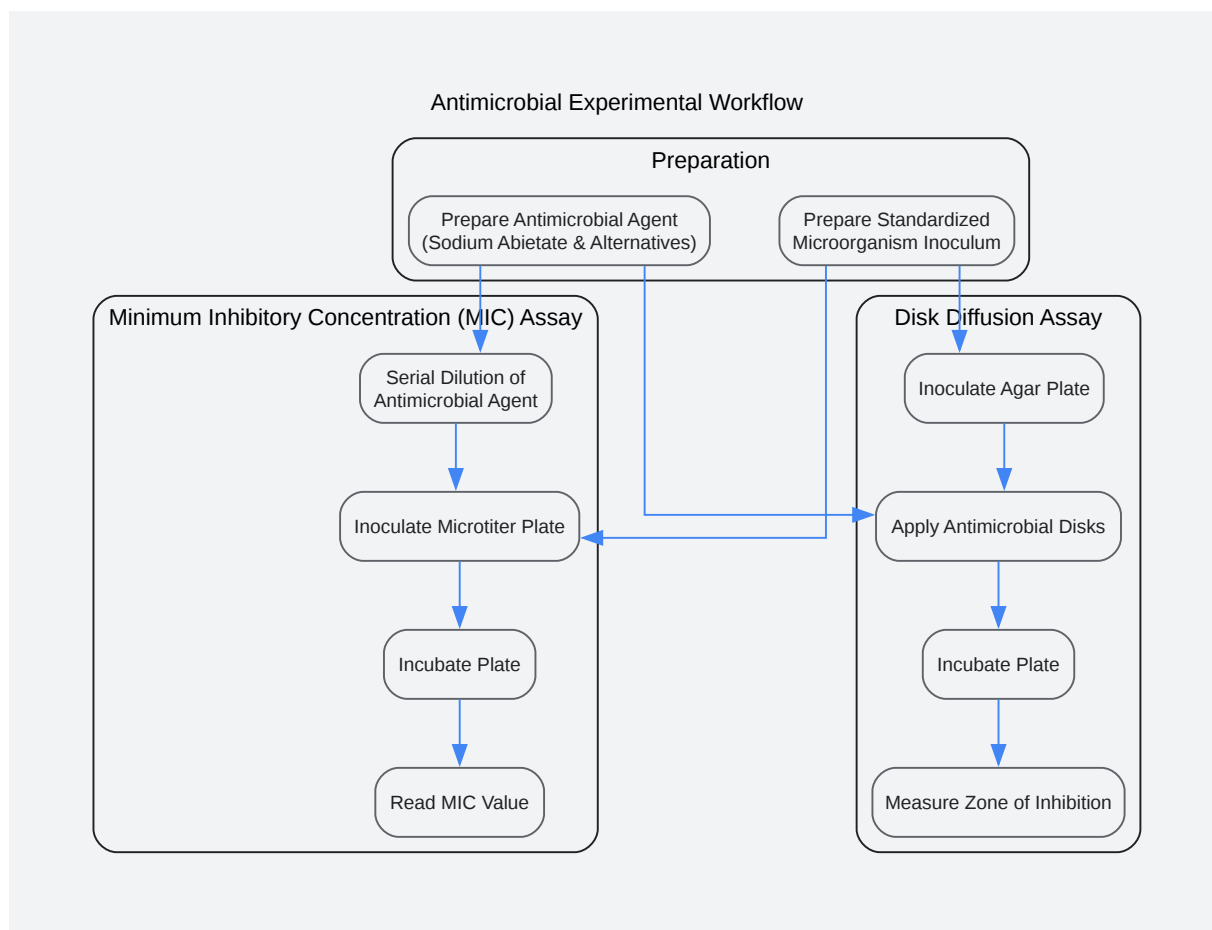 Antimicrobial Experimental Workflow
Preparation
Prepare Antimicrobial Agent
(Sodium Abietate & Alternatives)
Prepare Standardized
Microorganism Inoculum
Minimum Inhibitory Concentration (MIC) Assay
Serial Dilution of
Antimicrobial Agent
Inoculate Microtiter Plate
Incubate Plate
Read MIC Value
Disk Diffusion Assay
Inoculate Agar Plate
Apply Antimicrobial Disks
Incubate Plate
Measure Zone of Inhibition